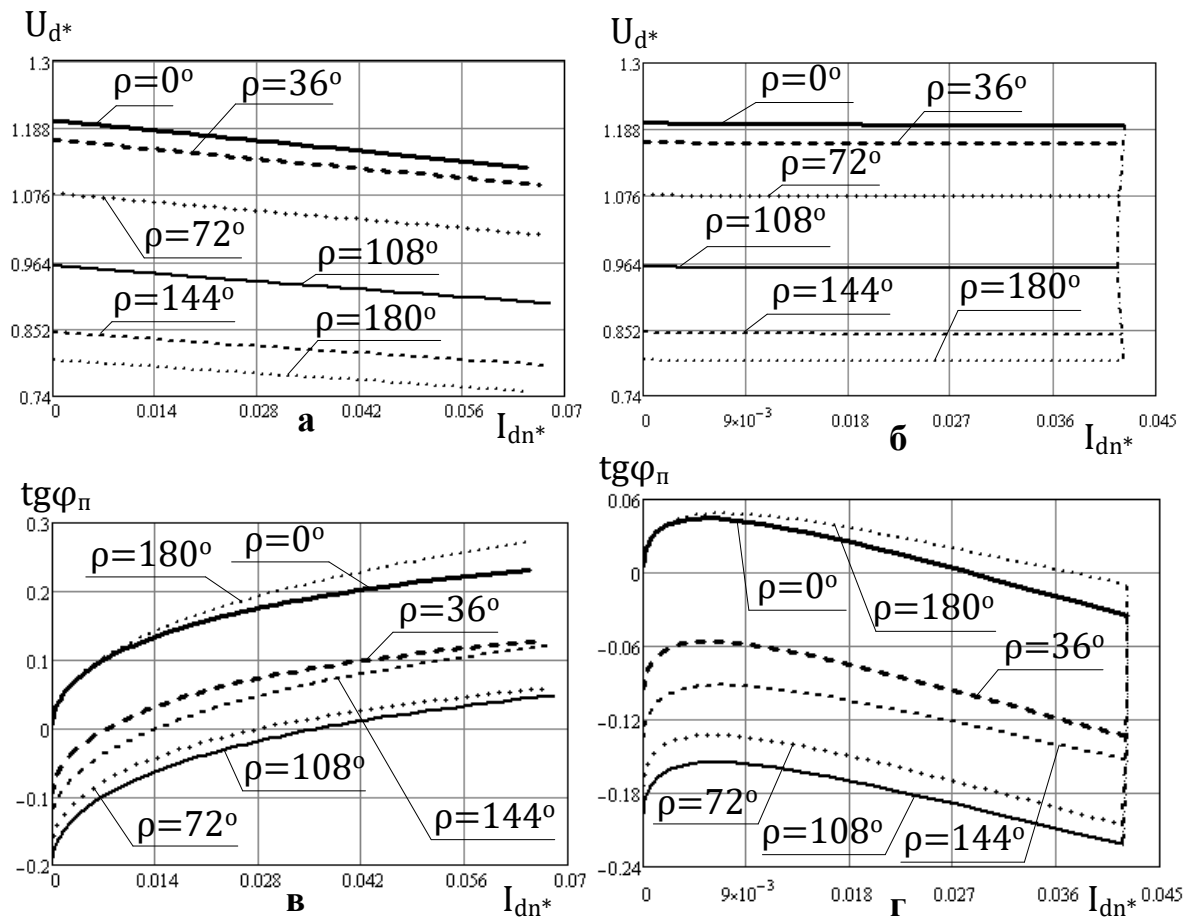 U_d*
1.3
1.188
1.076
0.964
0.852
0.74
ρ=0°
ρ=36°
ρ=72°
ρ=108°
ρ=144°
ρ=180°
0 0.014 0.028 0.042 0.056 0.07
а
I_dn*
U_d*
1.3
1.188
1.076
0.964
0.852
0.74
ρ=0°
ρ=36°
ρ=72°
ρ=108°
ρ=144°
ρ=180°
0 9×10⁻³ 0.018 0.027 0.036 0.045
б
I_dn*
tgφ_п
0.3
0.2
0.1
0
−0.1
−0.2
ρ=180°
ρ=0°
ρ=36°
ρ=108°
ρ=72°
ρ=144°
0 0.014 0.028 0.042 0.056 0.07
в
I_dn*
tgφ_п
0.06
0
−0.06
−0.12
−0.18
−0.24
ρ=0°
ρ=180°
ρ=36°
ρ=72°
ρ=108°
ρ=144°
0 9×10⁻³ 0.018 0.027 0.036 0.045
г
I_dn*